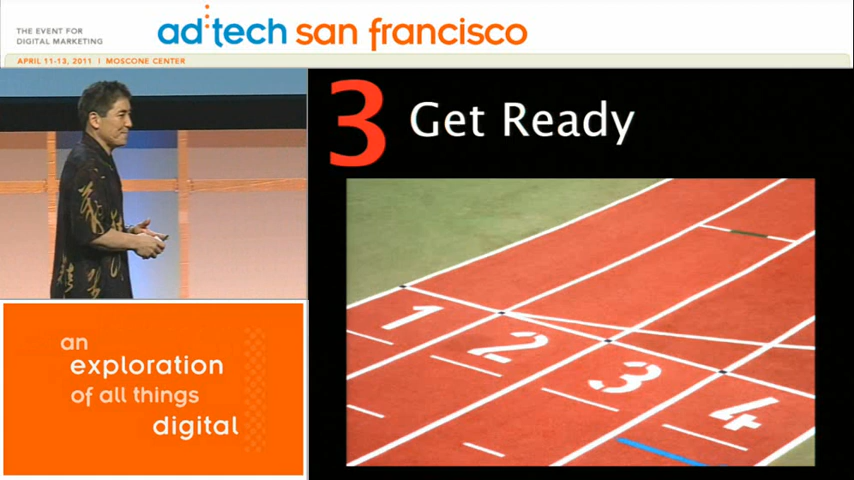 THE EVENT FOR
DIGITAL MARKETING
ad:tech san francisco
APRIL 11-13, 2011 | MOSCONE CENTER
3 Get Ready
1
2
3
4
an
exploration
of all things
digital